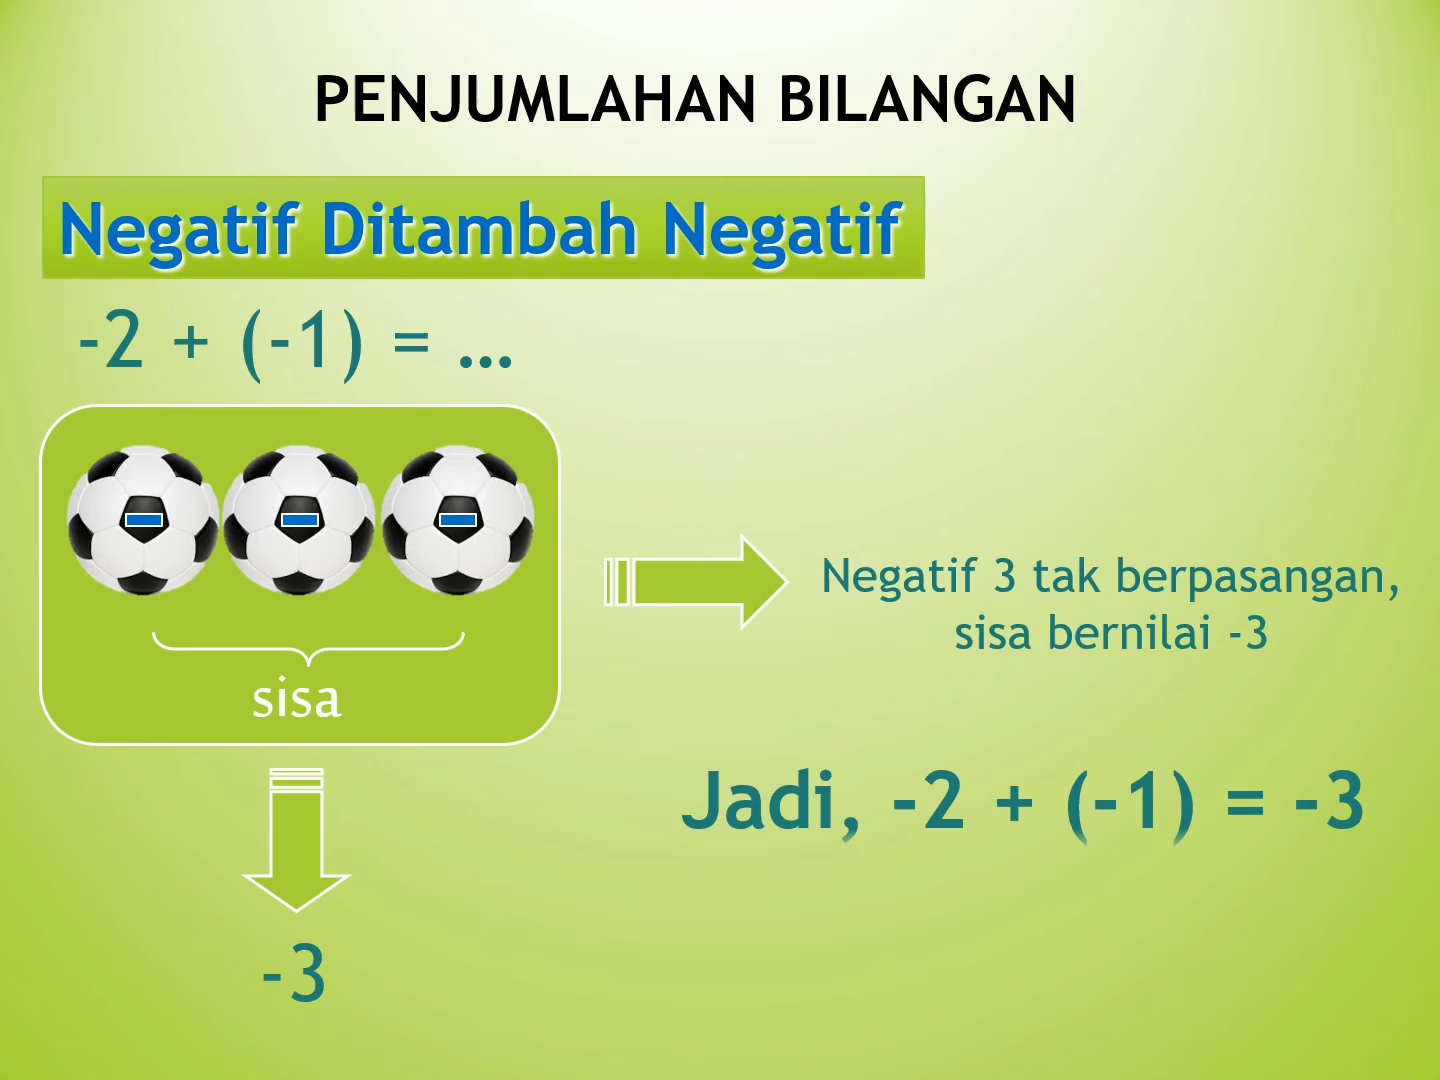 PENJUMLAHAN BILANGAN
Negatif Ditambah Negatif
-2 + (-1) = ...
sisa
Negatif 3 tak berpasangan,
sisa bernilai -3
Jadi, -2 + (-1) = -3
-3